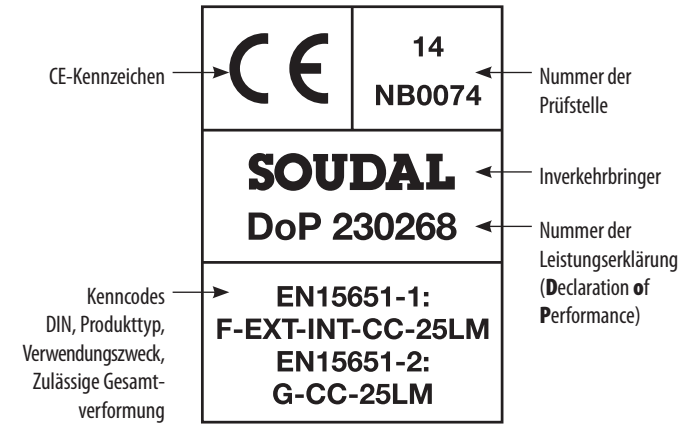 CE-Kennzeichen
CE
14
NB0074
Nummer der
Prüfstelle
SOUDAL
Inverkehrbringer
DoP 230268
Nummer der
Leistungserklärung
(Declaration of
Performance)
Kenncodes
DIN, Produkttyp,
Verwendungszweck,
Zulässige Gesamt-
verformung
EN15651-1:
F-EXT-INT-CC-25LM
EN15651-2:
G-CC-25LM